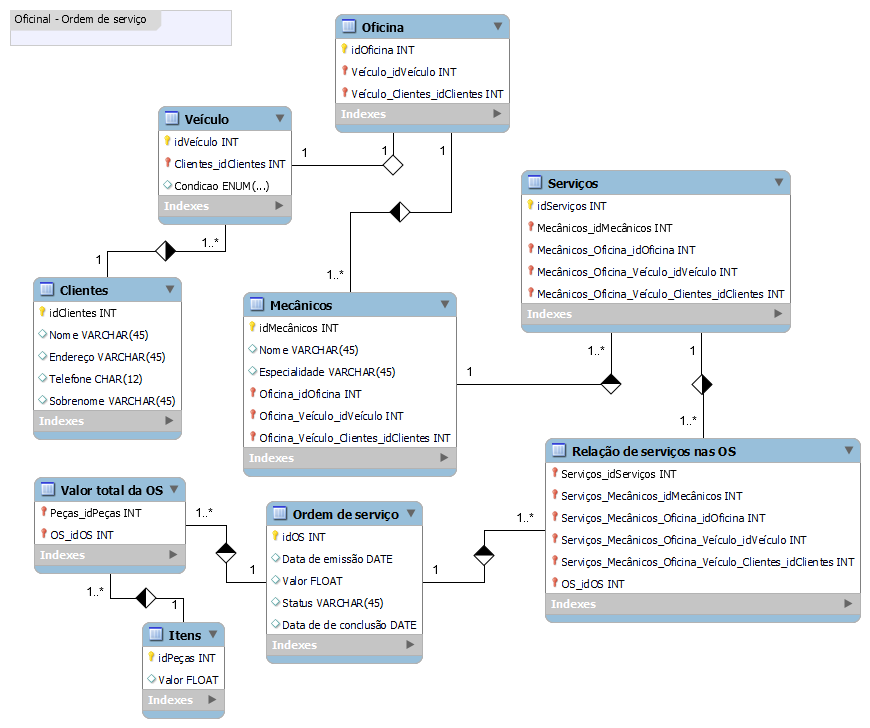 Oficinal - Ordem de serviço
Oficina
idOficina INT
Veículo_idVeículo INT
Veículo_Clientes_idClientes INT
Indexes
1
1
1
Veículo
idVeículo INT
Clientes_idClientes INT
Condicao ENUM(...)
Indexes
1..*
1
Clientes
idClientes INT
Nome VARCHAR(45)
Endereço VARCHAR(45)
Telefone CHAR(12)
Sobrenome VARCHAR(45)
Indexes
1..*
Mecânicos
idMecânicos INT
Nome VARCHAR(45)
Especialidade VARCHAR(45)
Oficina_idOficina INT
Oficina_Veículo_idVeículo INT
Oficina_Veículo_Clientes_idClientes INT
Indexes
1
Serviços
idServiços INT
Mecânicos_idMecânicos INT
Mecânicos_Oficina_idOficina INT
Mecânicos_Oficina_Veículo_idVeículo INT
Mecânicos_Oficina_Veículo_Clientes_idClientes INT
Indexes
1..*
1
1..*
Relação de serviços nas OS
Serviços_idServiços INT
Serviços_Mecânicos_idMecânicos INT
Serviços_Mecânicos_Oficina_idOficina INT
Serviços_Mecânicos_Oficina_Veículo_idVeículo INT
Serviços_Mecânicos_Oficina_Veículo_Clientes_idClientes INT
OS_idOS INT
Indexes
1..*
1
Ordem de serviço
idOS INT
Data de emissão DATE
Valor FLOAT
Status VARCHAR(45)
Data de de conclusão DATE
Indexes
1
1..*
Valor total da OS
Peças_idPeças INT
OS_idOS INT
Indexes
1..*
1
Itens
idPeças INT
Valor FLOAT
Indexes